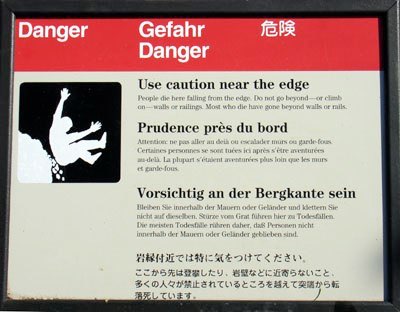 Danger Gefahr 危険
Danger
Use caution near the edge
People die here falling from the edge. Do not go beyond—or climb
on—walls or railings. Most who die have gone beyond walls or rails.
Prudence près du bord
Attention: ne pas aller au delà ou escalader murs ou garde-fous.
Certaines personnes se sont tuées ici après s'être aventurées
au-delà. La plupart s'étaient aventurées plus loin que les murs
et garde-fous.
Vorsichtig an der Bergkante sein
Bleiben Sie innerhalb der Mauern oder Geländer und klettern Sie
nicht auf dieselben. Stürze vom Grat führen hier zu Todesfällen.
Die meisten Todesfälle rühren daher, daß Personen nicht
innerhalb der Mauern oder Geländer geblieben sind.
岩縁付近では特に気をつけてください。
ここから先は登攀したり、岩壁などに近寄らないこと、
多くの人々が禁止されているところを越えて突端から転
落死しています。